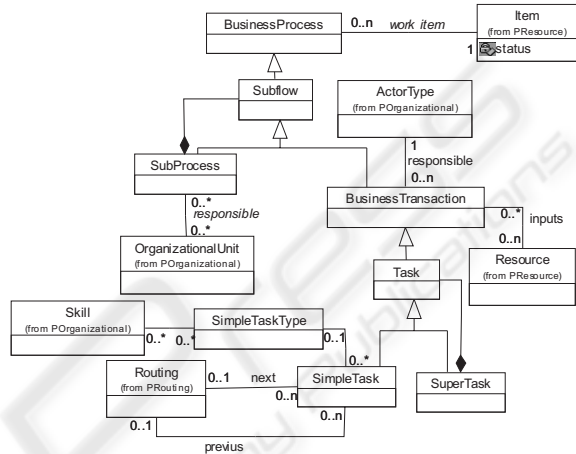 BusinessProcess
0..n
work item
Item
(from PResource)
1
status
Subflow
ActorType
(from POrganizational)
1
responsible
0..n
SubProcess
0..*
responsible
0..*
BusinessTransaction
0..*
inputs
0..n
OrganizationalUnit
(from POrganizational)
Resource
(from PResource)
Task
Skill
(from POrganizational)
0..*
0..*
SimpleTaskType
0..1
0..*
Routing
(from PRouting)
0..1
next
0..n
SimpleTask
SuperTask
0..1
0..n
previus